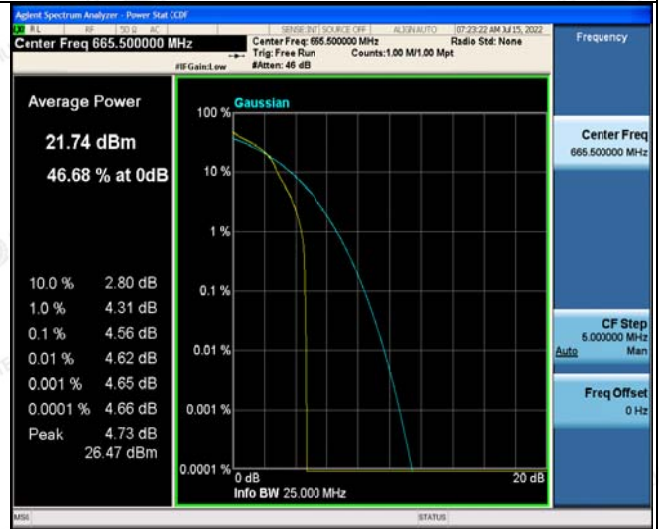 Agilent Spectrum Analyzer - Power Stat CCDF
RL RF 50 Ω AC SENSE:INT SOURCE OFF ALIGN AUTO 07:23:22 AM Jul 15, 2022
Center Freq 665.500000 MHz
Center Freq: 665.500000 MHz Radio Std: None
Trig: Free Run Counts:1.00 M/1.00 Mpt
#IFGain:Low #Atten: 46 dB
Frequency
Average Power
21.74 dBm
46.68 % at 0dB
10.0 % 2.80 dB
1.0 % 4.31 dB
0.1 % 4.56 dB
0.01 % 4.62 dB
0.001 % 4.65 dB
0.0001 % 4.66 dB
Peak 4.73 dB
26.47 dBm
Gaussian
100 %
10 %
1 %
0.1 %
0.01 %
0.001 %
0.0001 %
0 dB 20 dB
Info BW 25.000 MHz
Center Freq
665.500000 MHz
CF Step
5.000000 MHz
Auto Man
Freq Offset
0 Hz
MSG STATUS